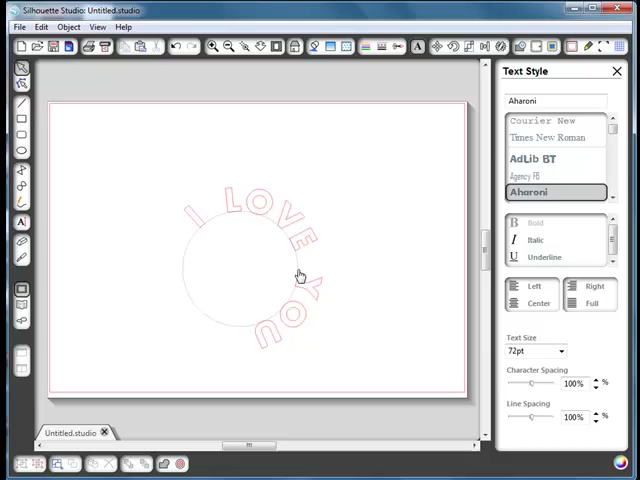 Silhouette Studio: Untitled.studio
File Edit Object View Help
Text Style
Aharoni
Courier New
Times New Roman
AdLib BT
Agency FB
Aharoni
B Bold
I Italic
U Underline
Left Right
Center Full
Text Size
72pt
Character Spacing
100% %
Line Spacing
100% %
I LOVE YOU
Untitled.studio